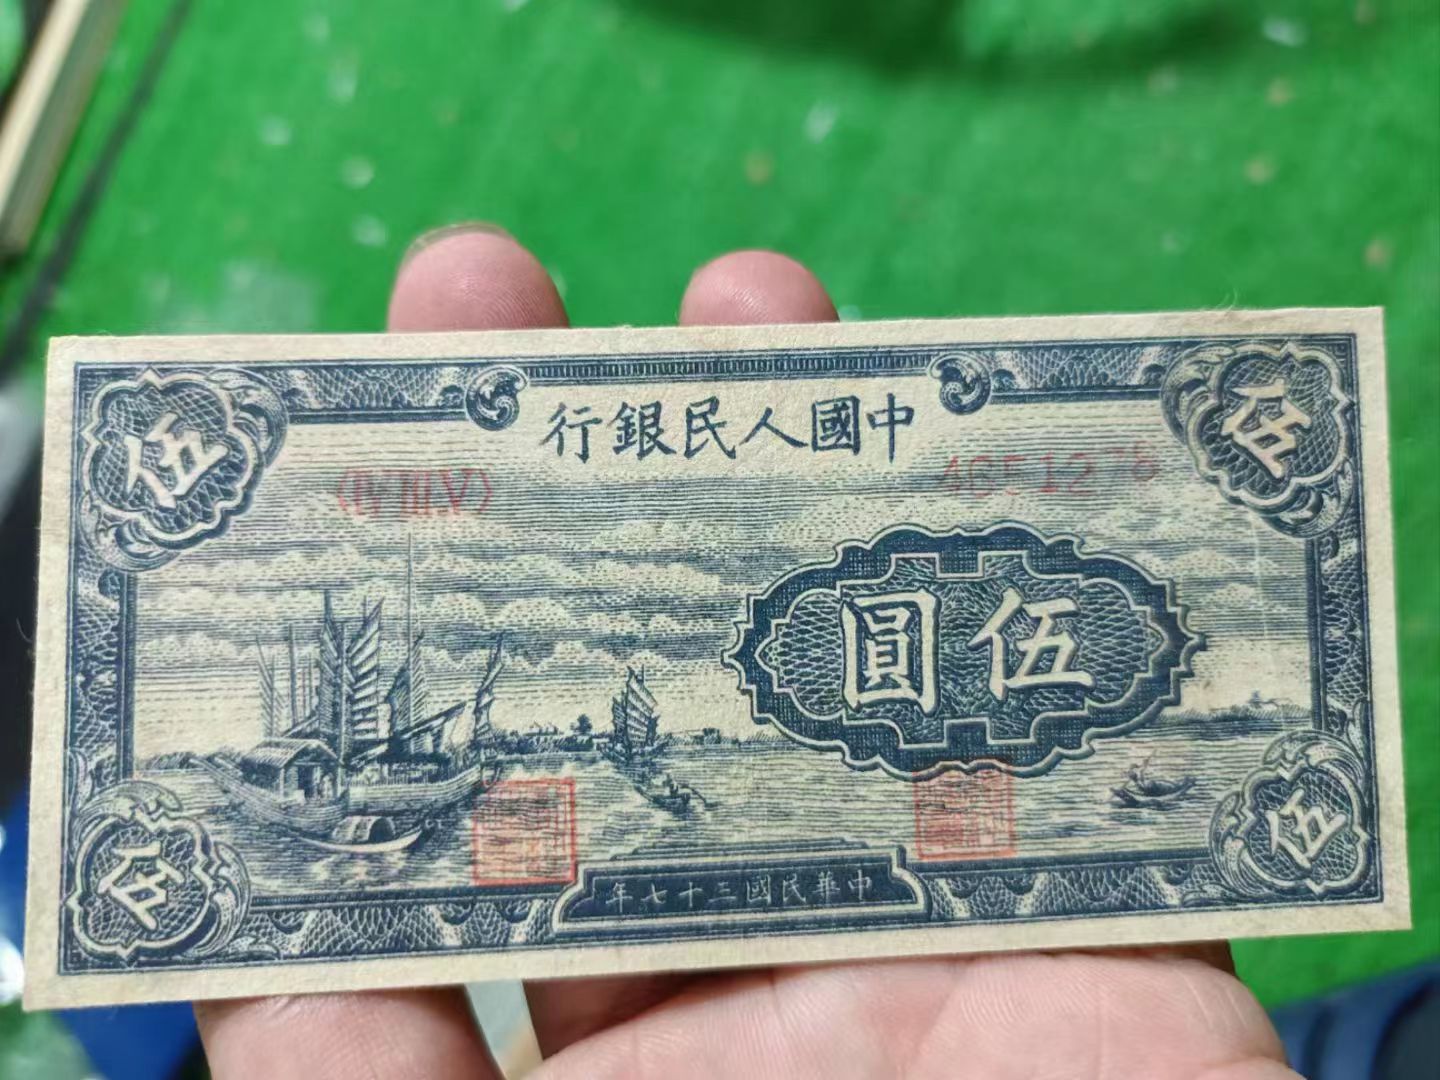 中國人民銀行
伍
伍
〈IV III V〉
4651278
伍圓
伍
伍
中華民國三十七年